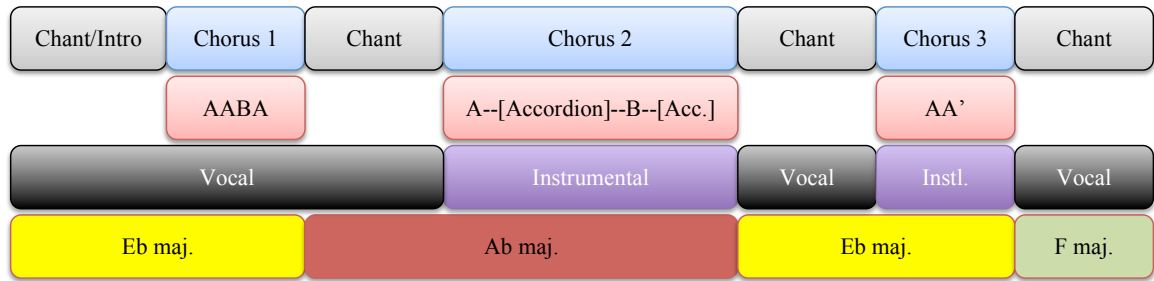 Chant/Intro Chorus 1 Chant Chorus 2 Chant Chorus 3 Chant
AABA A--[Accordion]--B--[Acc.] AA’
Vocal Instrumental Vocal Instl. Vocal
Eb maj. Ab maj. Eb maj. F maj.